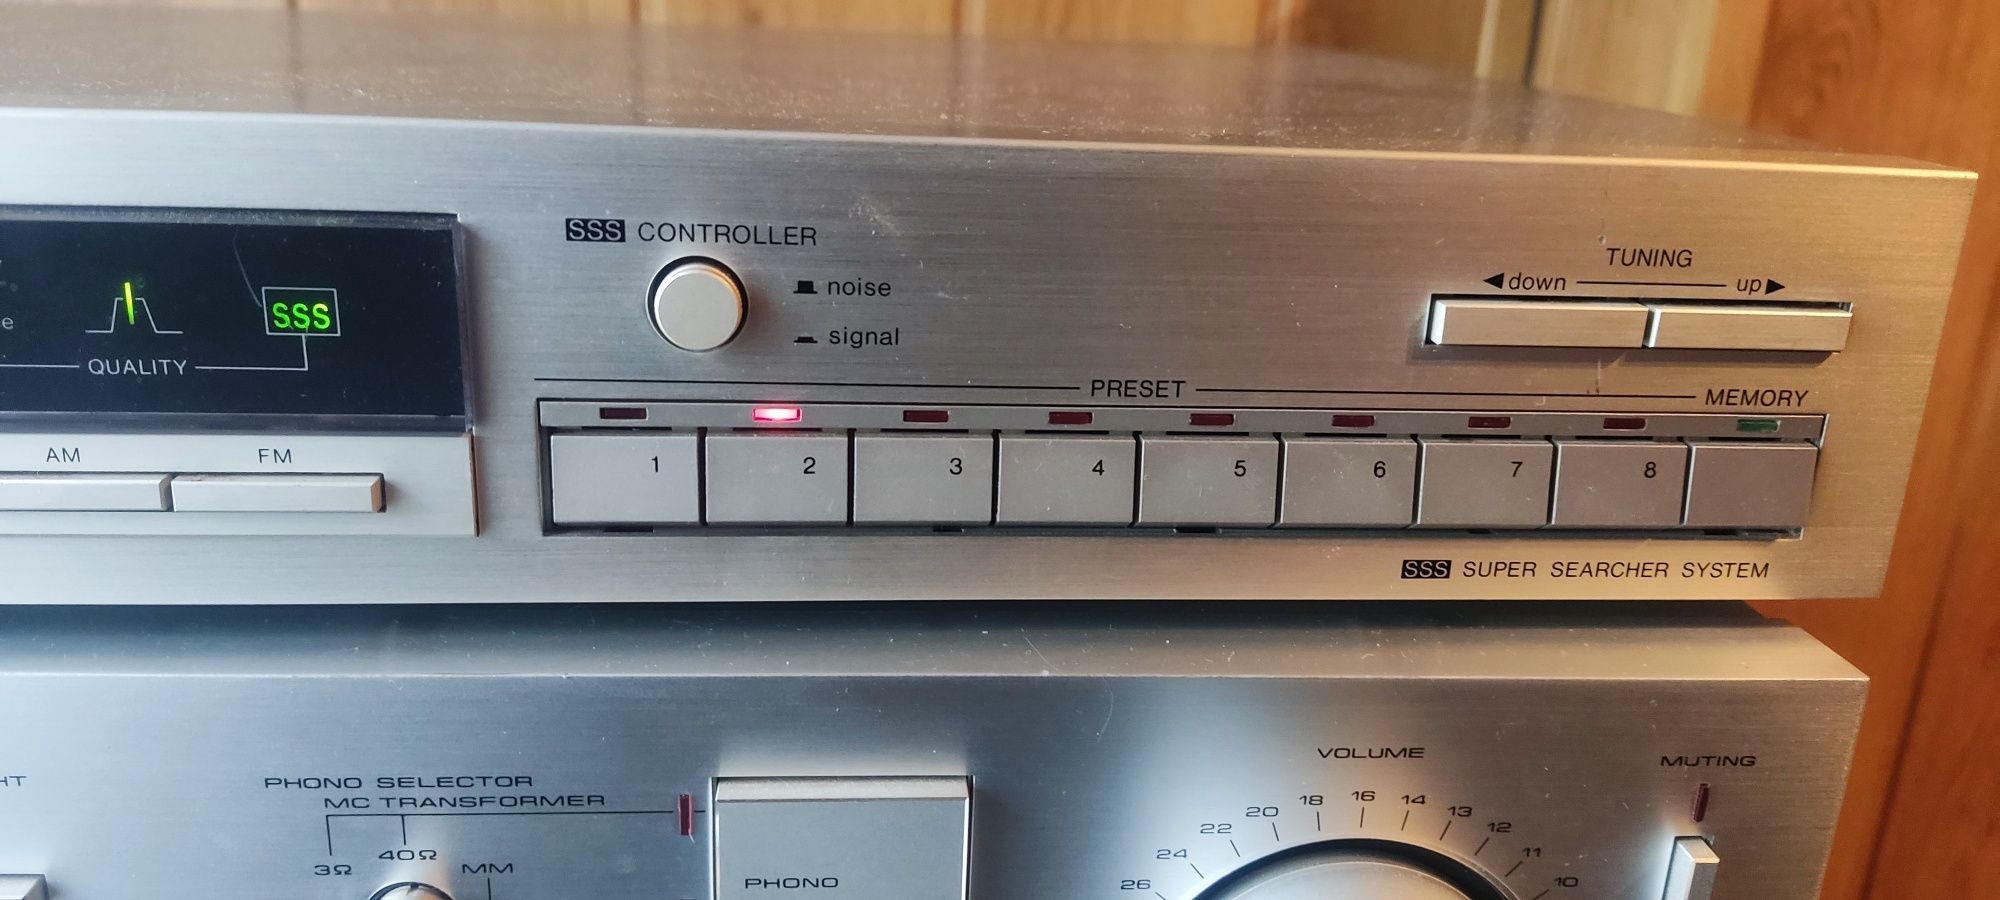 SSS CONTROLLER
noise
signal
TUNING
down up
SSS
QUALITY
PRESET
MEMORY
AM FM
1 2 3 4 5 6 7 8
SSS SUPER SEARCHER SYSTEM
PHONO SELECTOR
MC TRANSFORMER
3Ω 40Ω MM
PHONO
VOLUME
26 24 22 20 18 16 14 13 12 11 10
MUTING